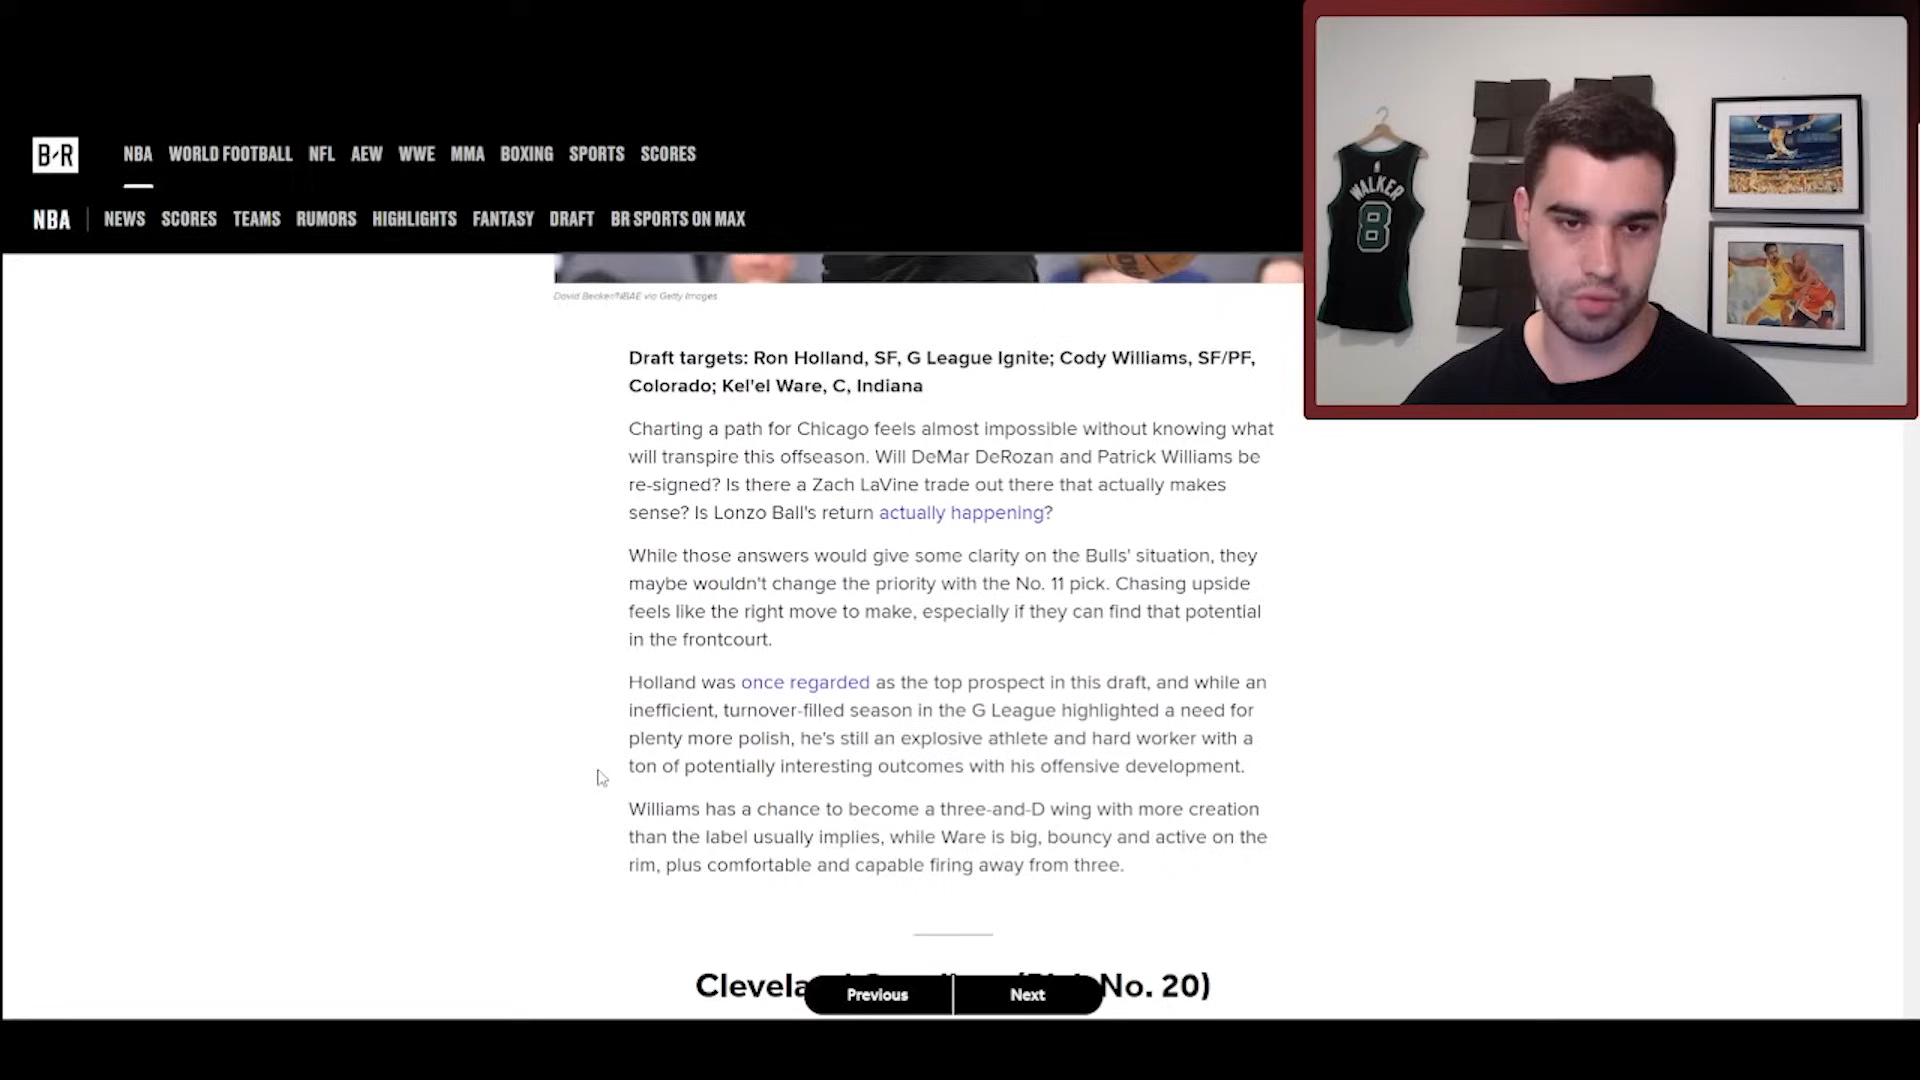 B/R
NBA WORLD FOOTBALL NFL AEW WWE MMA BOXING SPORTS SCORES
NBA NEWS SCORES TEAMS RUMORS HIGHLIGHTS FANTASY DRAFT BR SPORTS ON MAX
WALKER
8
David Becker/NBAE via Getty Images
Draft targets: Ron Holland, SF, G League Ignite; Cody Williams, SF/PF,
Colorado; Kel'el Ware, C, Indiana
Charting a path for Chicago feels almost impossible without knowing what
will transpire this offseason. Will DeMar DeRozan and Patrick Williams be
re-signed? Is there a Zach LaVine trade out there that actually makes
sense? Is Lonzo Ball's return actually happening?
While those answers would give some clarity on the Bulls' situation, they
maybe wouldn't change the priority with the No. 11 pick. Chasing upside
feels like the right move to make, especially if they can find that potential
in the frontcourt.
Holland was once regarded as the top prospect in this draft, and while an
inefficient, turnover-filled season in the G League highlighted a need for
plenty more polish, he's still an explosive athlete and hard worker with a
ton of potentially interesting outcomes with his offensive development.
Williams has a chance to become a three-and-D wing with more creation
than the label usually implies, while Ware is big, bouncy and active on the
rim, plus comfortable and capable firing away from three.
No. 20)
Previous Next